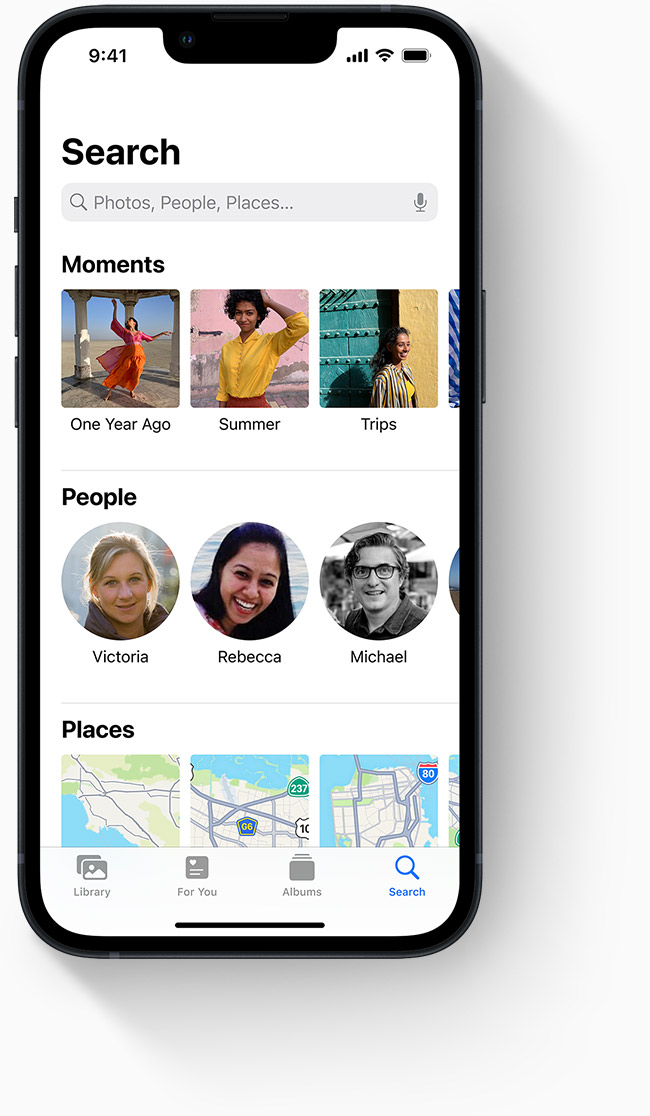 9:41
Search
Photos, People, Places...
Moments
One Year Ago
Summer
Trips
People
Victoria
Rebecca
Michael
Places
237
G6
10
80
Library
For You
Albums
Search